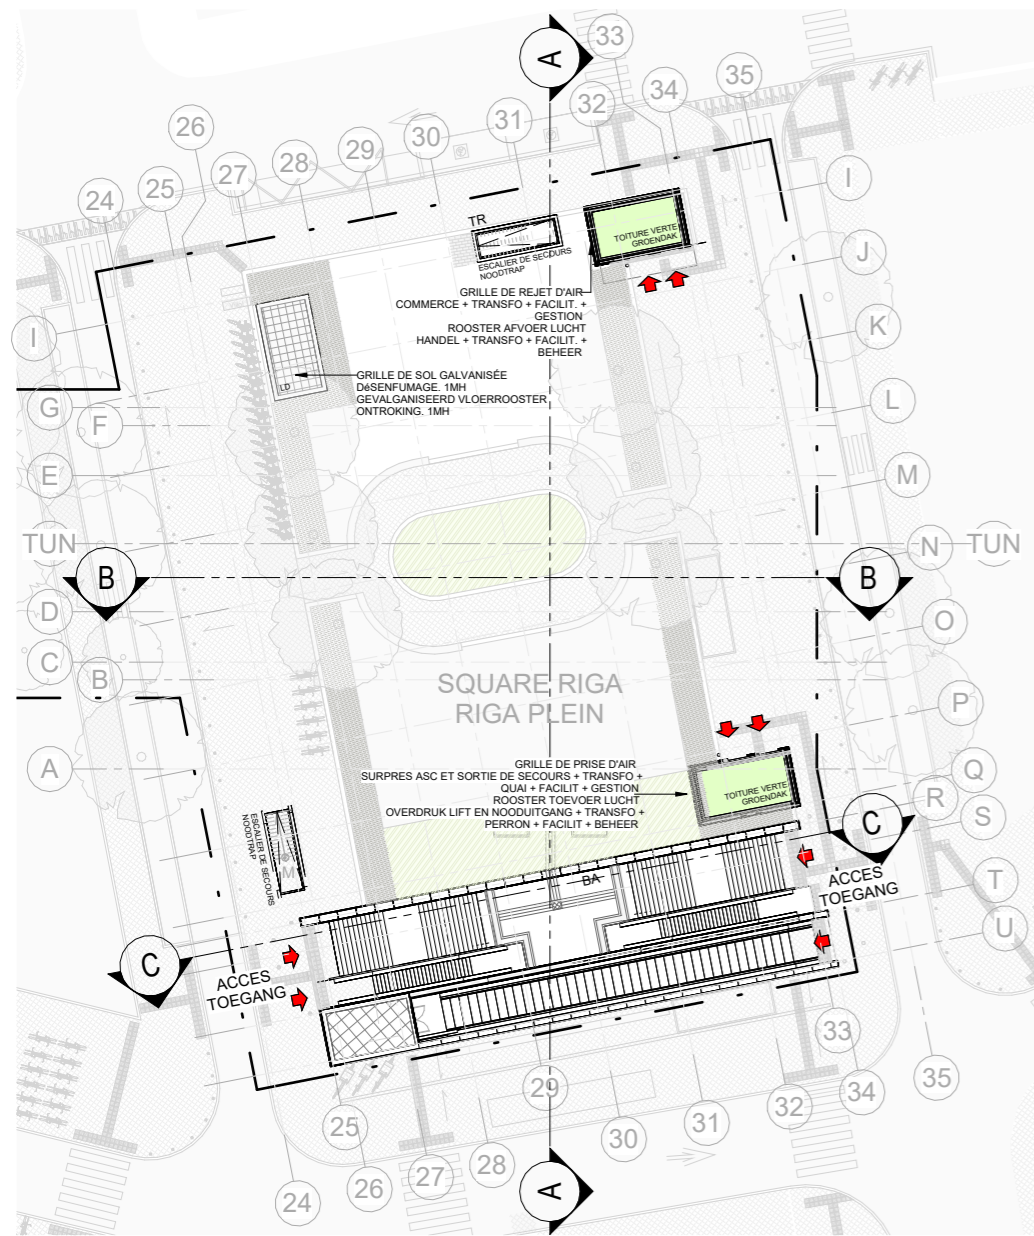 A
33
35
34
32
31
30
29
28
27
26
25
24
I
J
K
L
M
N
TUN
B
O
P
Q
R
S
C
T
U
I
G
F
E
TUN
B
D
C
B
A
C
TR
ESCALIER DE SECOURS
NOODTRAP
TOITURE VERTE
GROENDAK
GRILLE DE REJET D'AIR
COMMERCE + TRANSFO + FACILIT. +
GESTION
ROOSTER AFVOER LUCHT
HANDEL + TRANSFO + FACILIT. +
BEHEER
LD
GRILLE DE SOL GALVANISÉE
DéSENFUMAGE. 1MH
GEVALGANISEERD VLOERROOSTER
ONTROKING. 1MH
SQUARE RIGA
RIGA PLEIN
GRILLE DE PRISE D'AIR
SURPRES ASC ET SORTIE DE SECOURS + TRANSFO +
QUAI + FACILIT + GESTION
ROOSTER TOEVOER LUCHT
OVERDRUK LIFT EN NOODUITGANG + TRANSFO +
PERRON + FACILIT + BEHEER
TOITURE VERTE
GROENDAK
ESCALIER DE SECOURS
NOODTRAP
M
BA
ACCES
TOEGANG
ACCES
TOEGANG
33
34
35
32
31
30
29
28
27
26
25
24
A